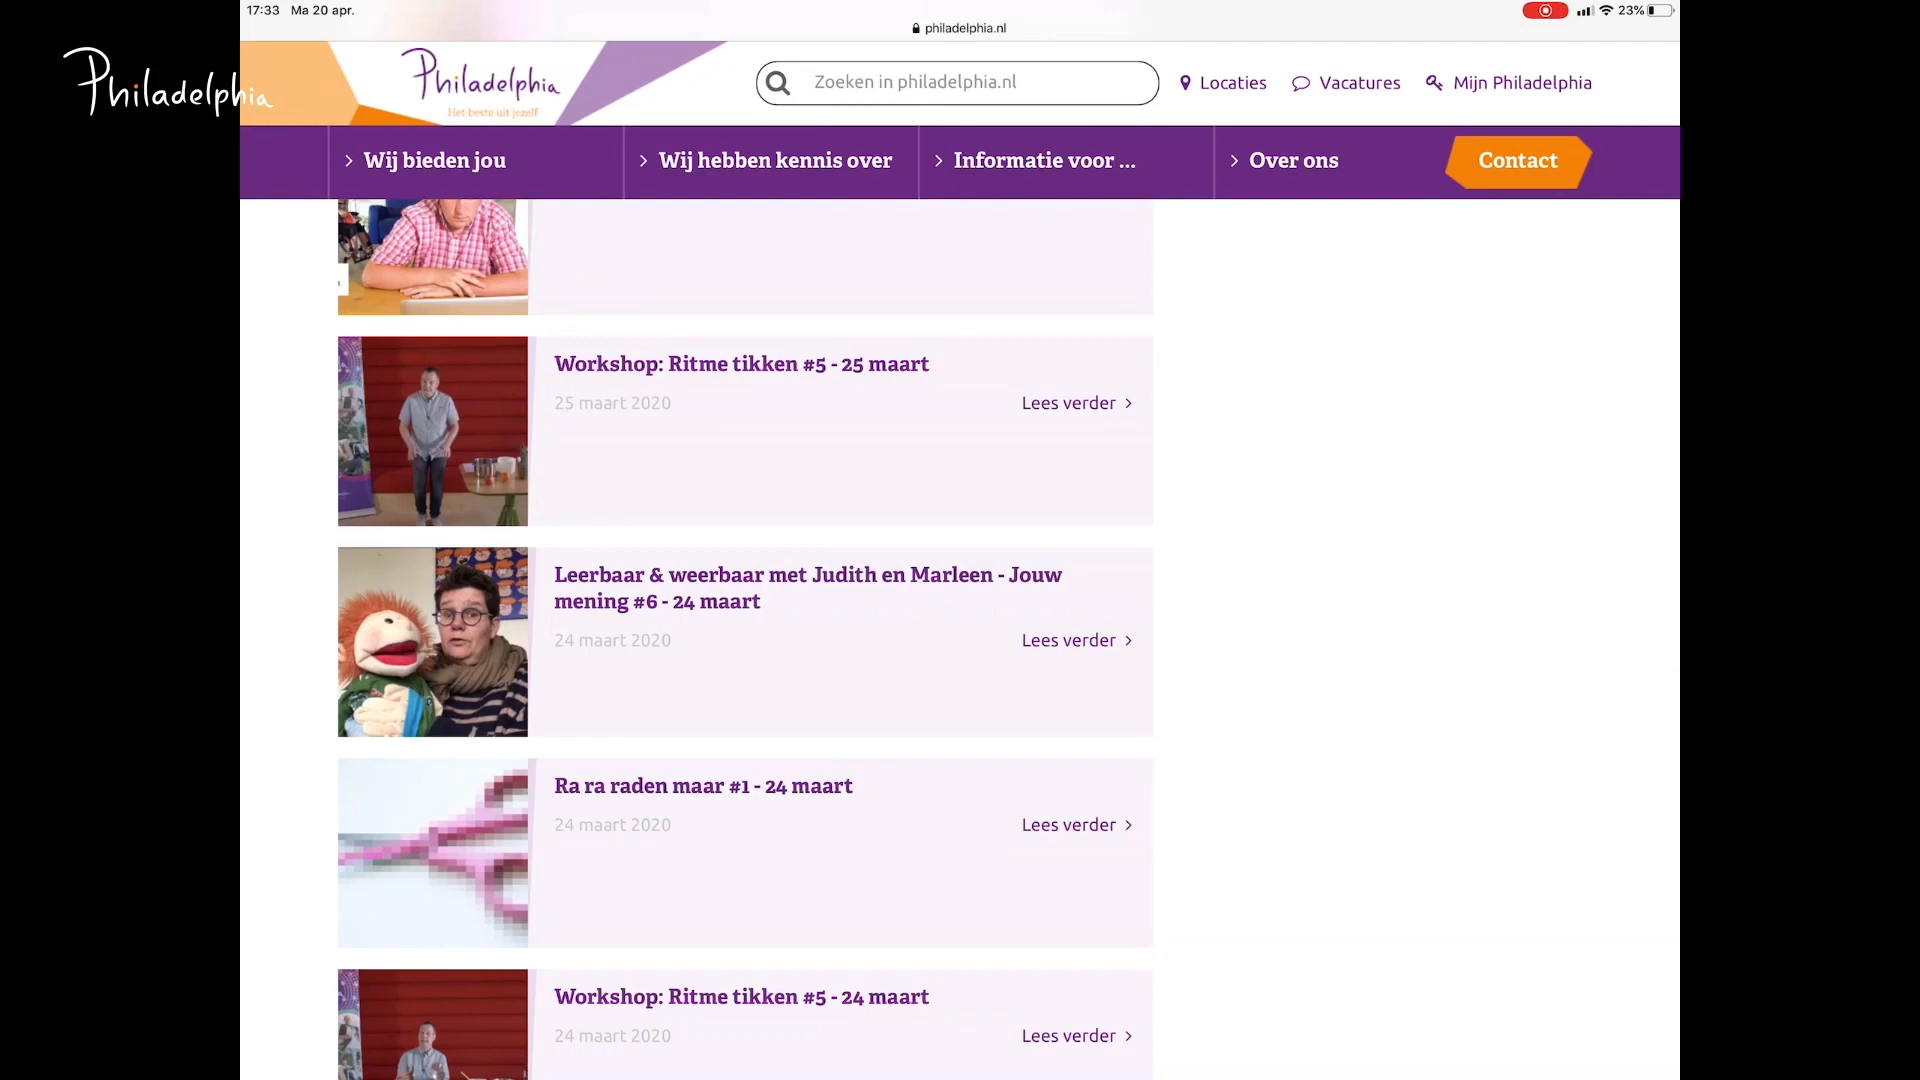 17:33 Ma 20 apr.
23%
philadelphia.nl
Philadelphia
Philadelphia
Het beste uit jezelf
Zoeken in philadelphia.nl
Locaties
Vacatures
Mijn Philadelphia
Wij bieden jou
Wij hebben kennis over
Informatie voor ...
Over ons
Contact
Workshop: Ritme tikken #5 - 25 maart
25 maart 2020
Lees verder
Leerbaar & weerbaar met Judith en Marleen - Jouw
mening #6 - 24 maart
24 maart 2020
Lees verder
Ra ra raden maar #1 - 24 maart
24 maart 2020
Lees verder
Workshop: Ritme tikken #5 - 24 maart
24 maart 2020
Lees verder